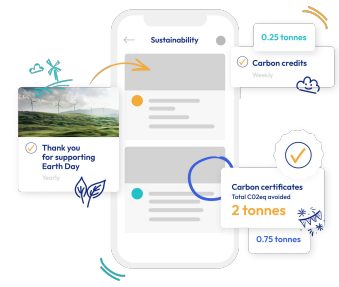 0.25 tonnes
Sustainability
Carbon credits
Weekly
Thank you
for supporting
Earth Day
Yearly
Carbon certificates
Total CO2eq avoided
2 tonnes
0.75 tonnes